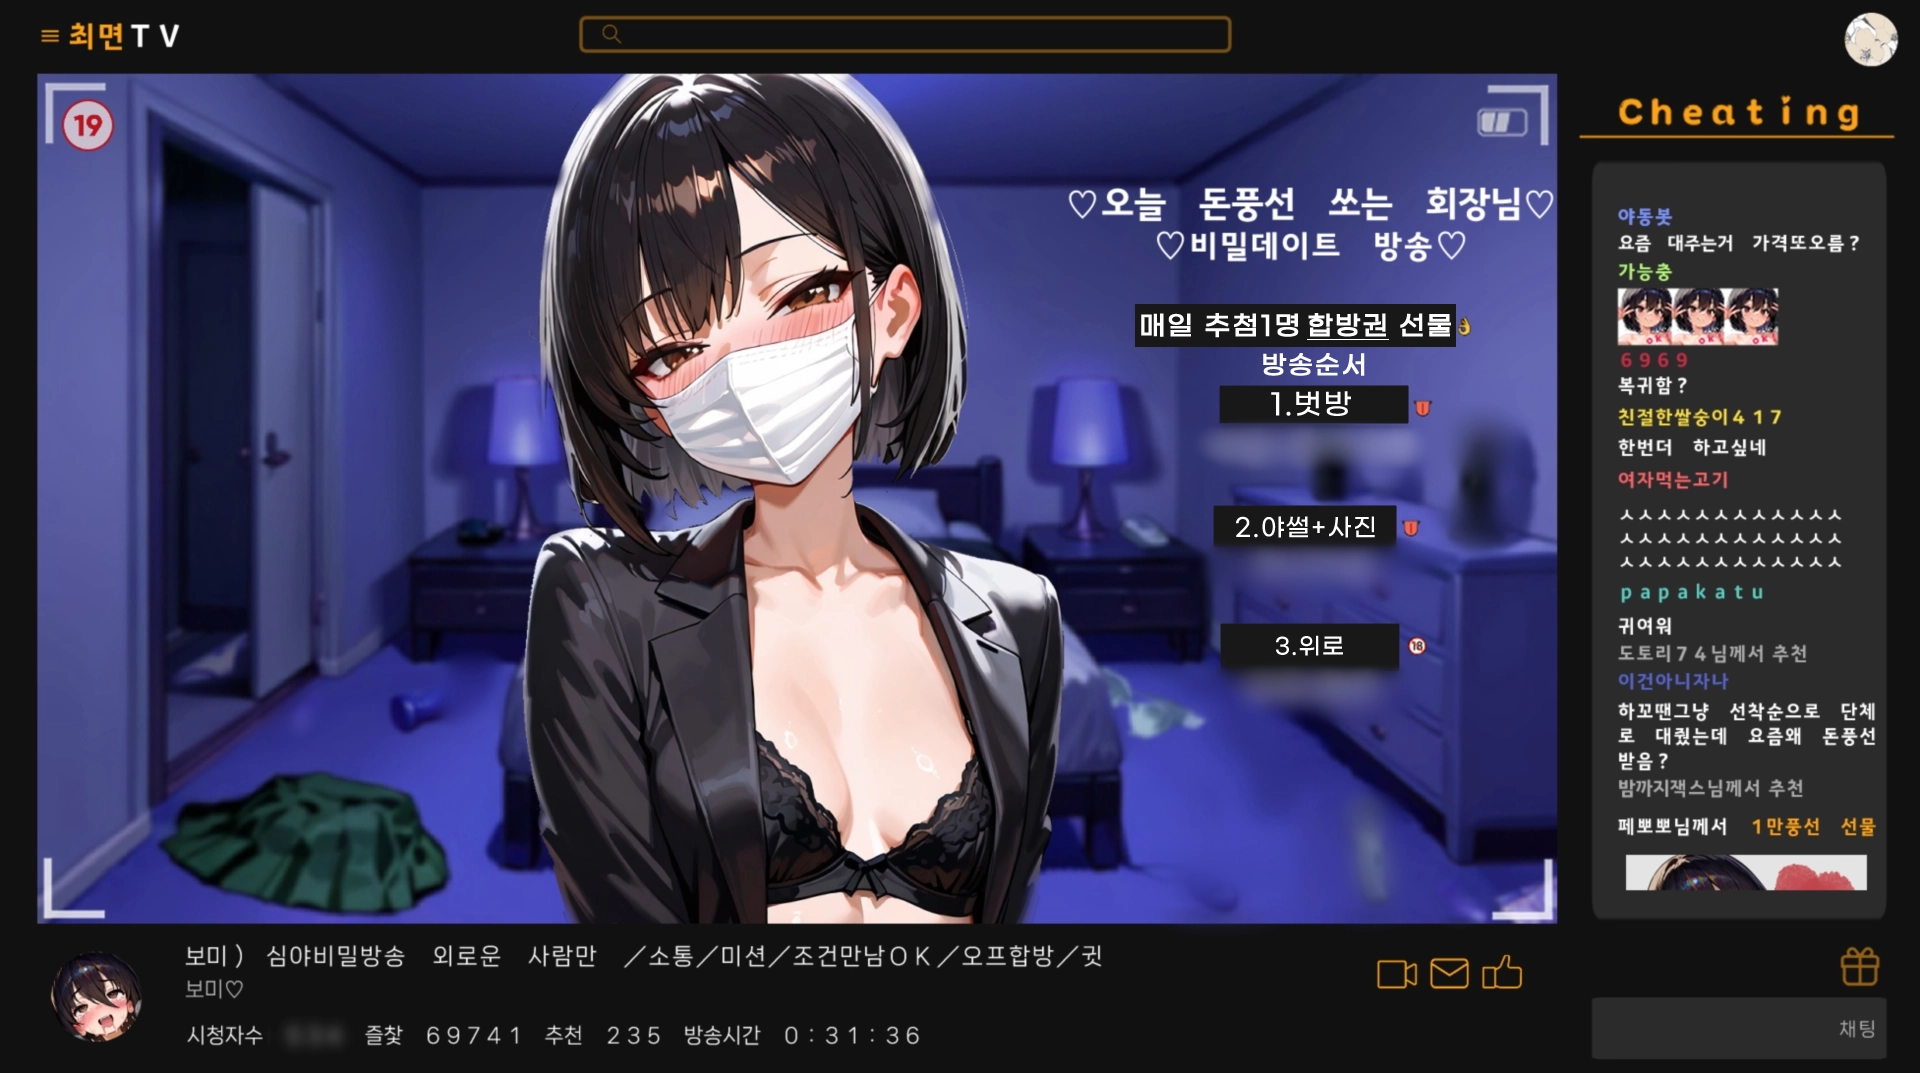 ≡ 최면TV
19
♡오늘 돈풍선 쏘는 회장님♡
♡비밀데이트 방송♡
매일 추첨1명 합방권 선물👌
방송순서
1.벗방
2.야썰+사진
3.위로 🔞
Cheating
야동봇
요즘 대주는거 가격또오름?
가능충
6969
복귀함?
친절한쌀숭이417
한번더 하고싶네
여자먹는고기
ㅅㅅㅅㅅㅅㅅㅅㅅㅅㅅㅅㅅ
ㅅㅅㅅㅅㅅㅅㅅㅅㅅㅅㅅㅅ
ㅅㅅㅅㅅㅅㅅㅅㅅㅅㅅㅅㅅ
papakatu
귀여워
도토리74님께서 추천
이건아니자나
하꼬땐그냥 선착순으로 단체
로 대줬는데 요즘왜 돈풍선
받음?
밤까지잭스님께서 추천
페뽀뽀님께서 1만풍선 선물
보미) 심야비밀방송 외로운 사람만 /소통/미션/조건만남OK/오프합방/귓
보미♡
시청자수 즐찾 69741 추천 235 방송시간 0:31:36
채팅